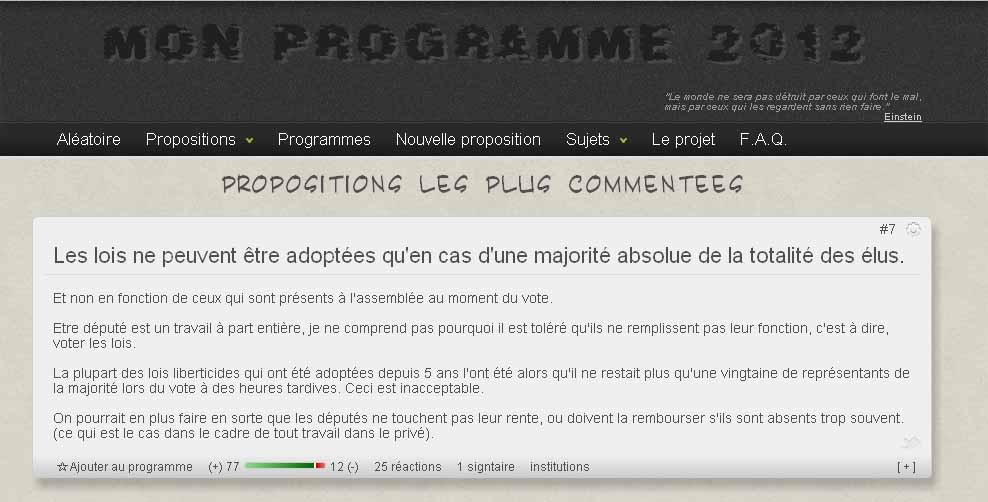 MON PROGRAMME 2012
"Le monde ne sera pas détruit par ceux qui font le mal,
mais par ceux qui les regardent sans rien faire."
Einstein
Aléatoire Propositions Programmes Nouvelle proposition Sujets Le projet F.A.Q.
PROPOSITIONS LES PLUS COMMENTEES
#7
Les lois ne peuvent être adoptées qu'en cas d'une majorité absolue de la totalité des élus.
Et non en fonction de ceux qui sont présents à l'assemblée au moment du vote.
Etre député est un travail à part entière, je ne comprend pas pourquoi il est toléré qu'ils ne remplissent pas leur fonction, c'est à dire,
voter les lois.
La plupart des lois liberticides qui ont été adoptées depuis 5 ans l'ont été alors qu'il ne restait plus qu'une vingtaine de représentants de
la majorité lors du vote à des heures tardives. Ceci est inacceptable.
On pourrait en plus faire en sorte que les députés ne touchent pas leur rente, ou doivent la rembourser s'ils sont absents trop souvent.
(ce qui est le cas dans le cadre de tout travail dans le privé).
☆Ajouter au programme (+) 77 12 (-) 25 réactions 1 signtaire institutions [ + ]